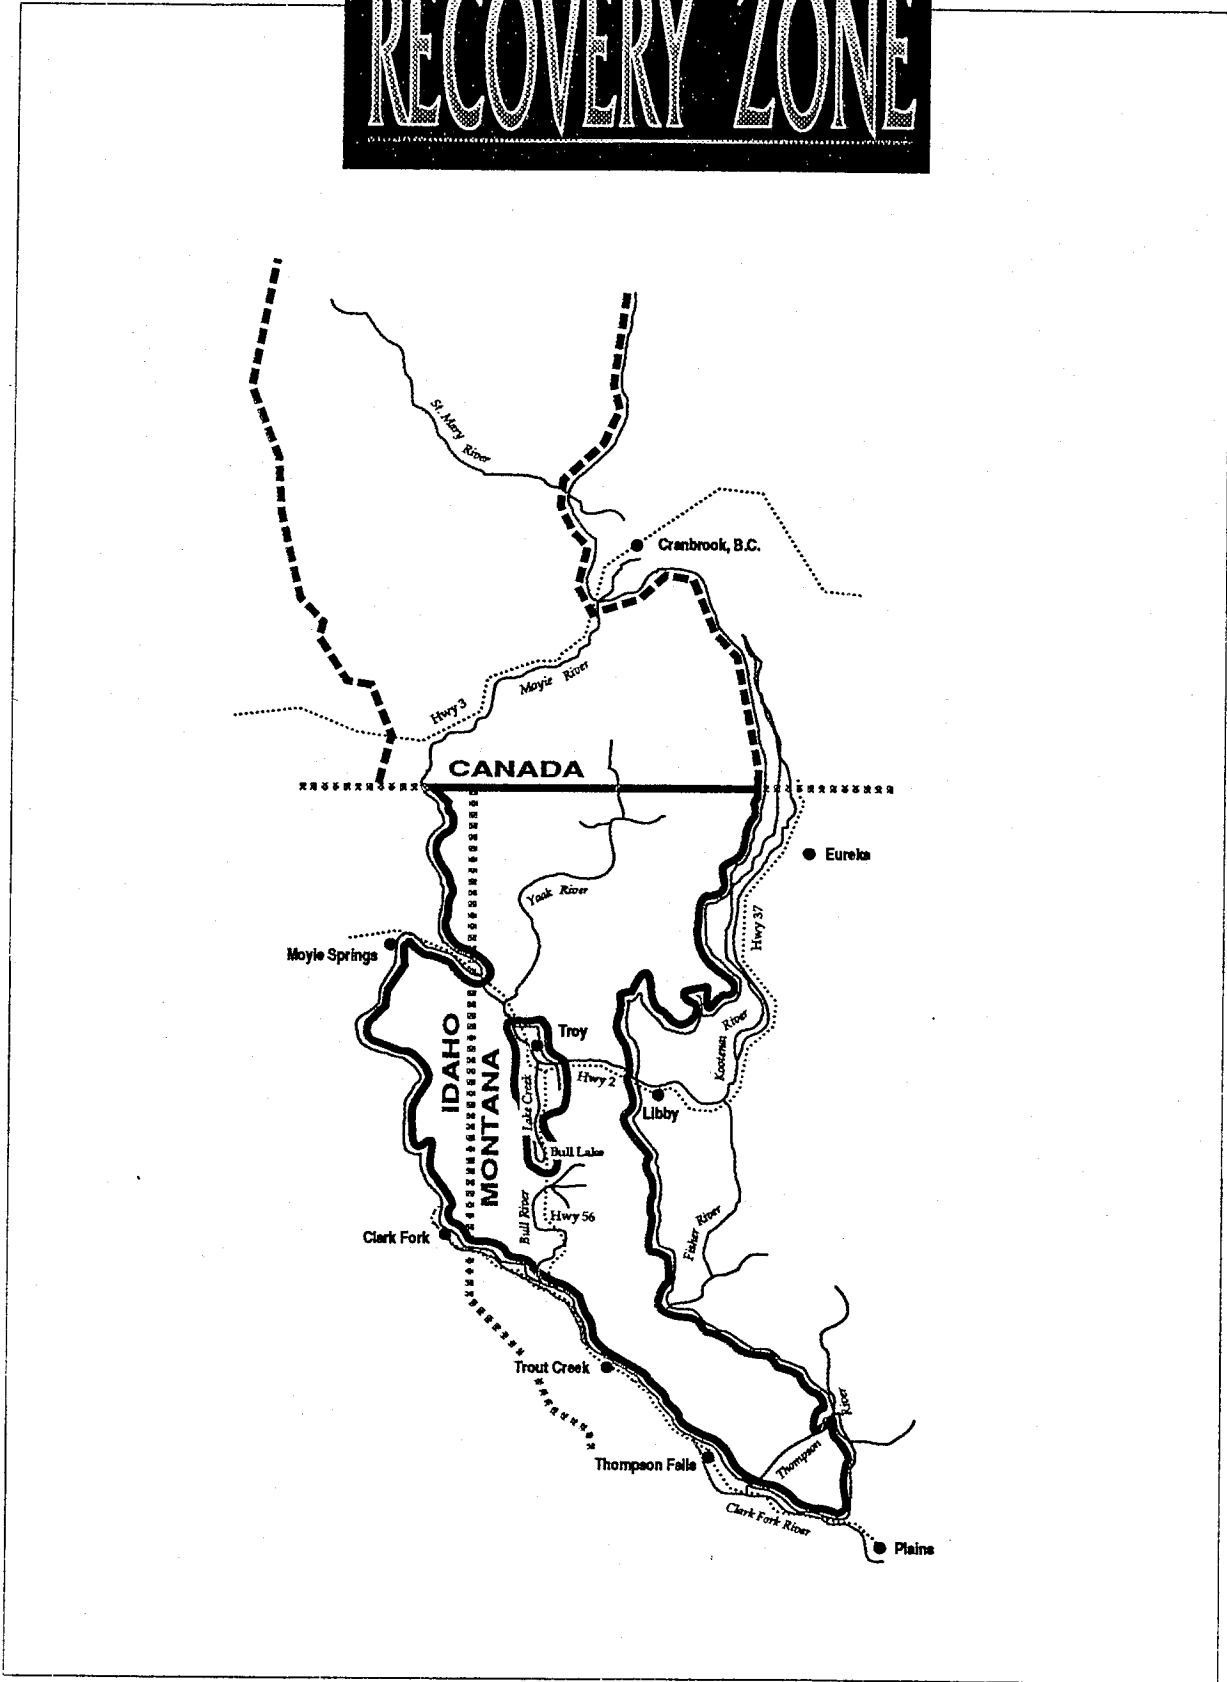 RECOVERY ZONE
St. Mary River
Cranbrook, B.C.
Moyie River
Hwy 3
CANADA
Eureka
Yaak River
Hwy 37
Moyie Springs
Troy
Kootenai River
IDAHO
MONTANA
Hwy 2
Lake Creek
Libby
Bull Lake
Bull River
Hwy 56
Fisher River
Clark Fork
Trout Creek
Thompson River
Thompson Falls
Clark Fork River
Plains